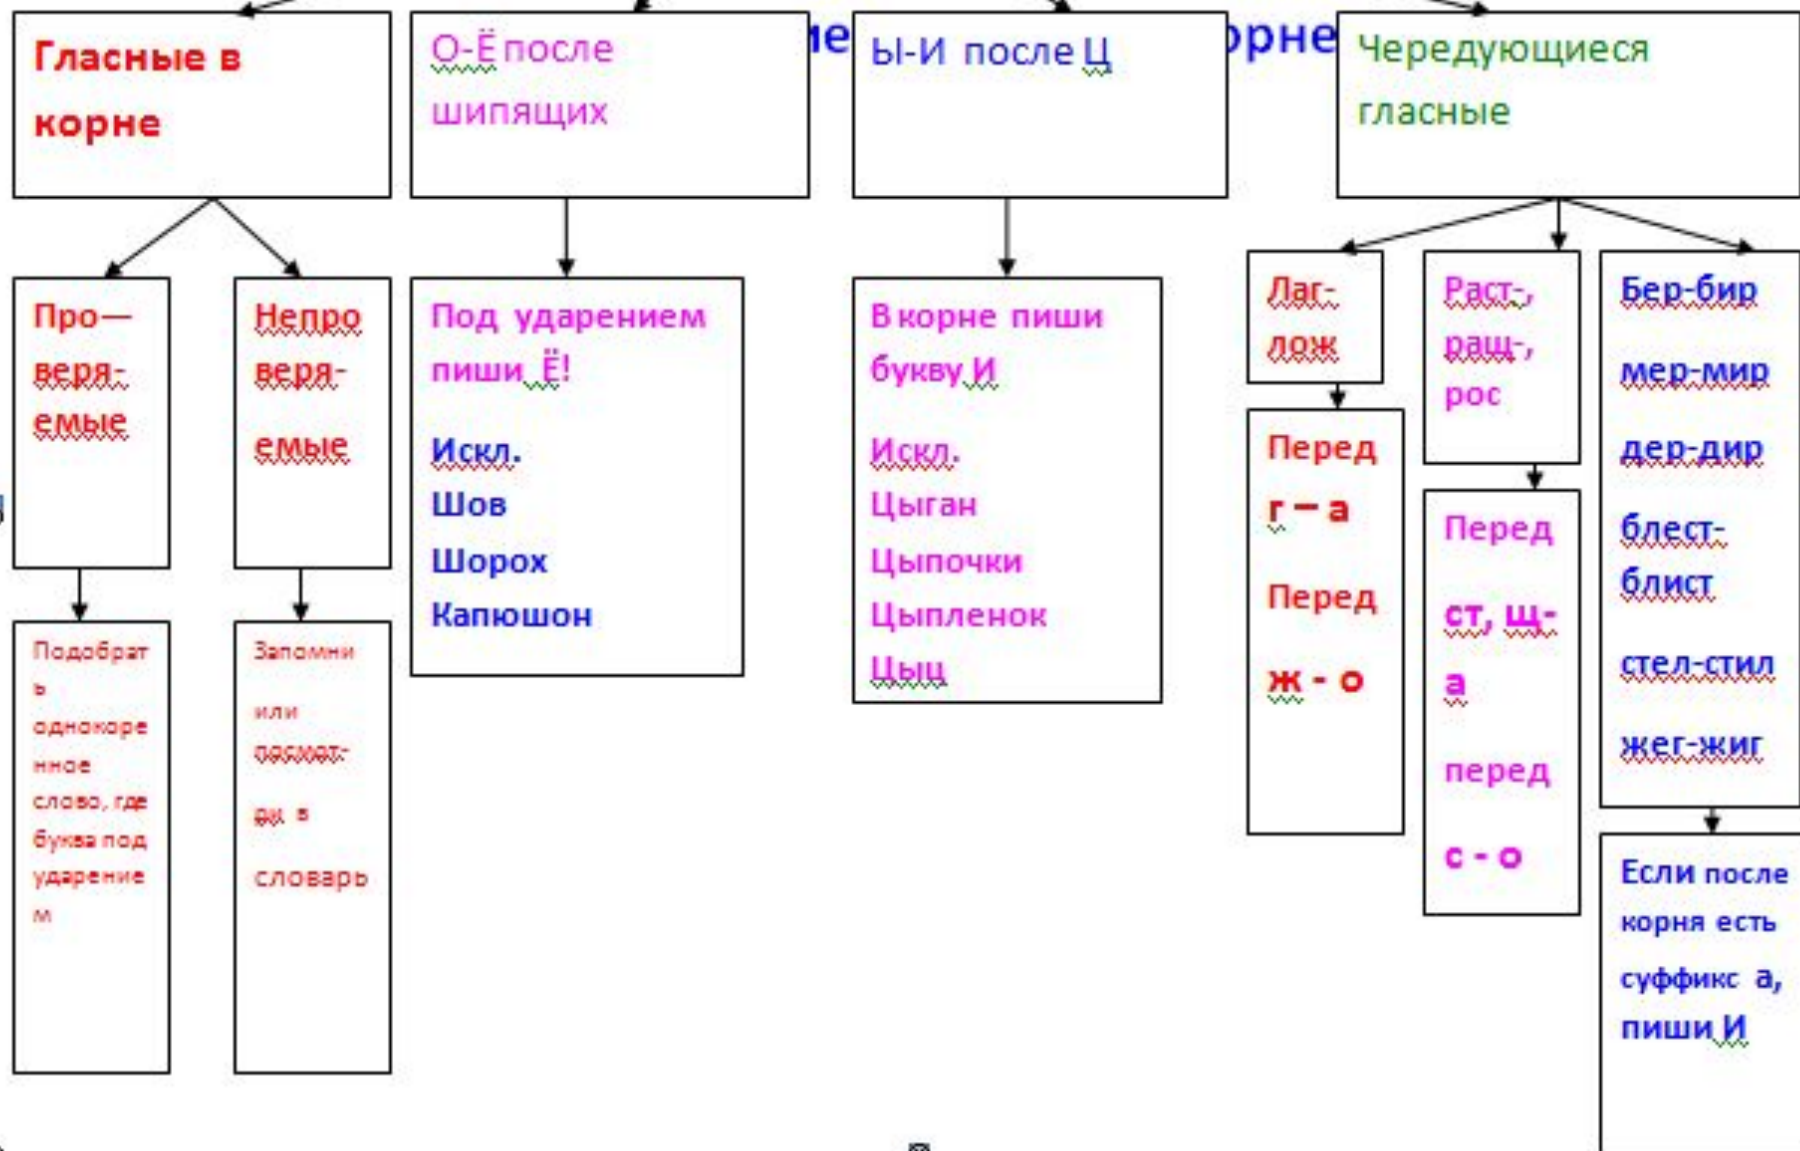 Гласные в
корне
О-Ё после
шипящих
Ы-И после Ц
Чередующиеся
гласные
Про—
веря-
емые
Непро
веря-
емые
Подобрат
ь
однокоре
нное
слово, где
буква под
ударение
м
Запомни
или
посмот-
ри в
словарь
Под ударением
пиши Ё!
Искл.
Шов
Шорох
Капюшон
В корне пиши
букву И
Искл.
Цыган
Цыпочки
Цыпленок
Цыц
Лаг-
лож
Перед
г – а
Перед
ж - о
Раст-,
ращ-,
рос
Перед
ст, щ-
а
перед
с - о
Бер-бир
мер-мир
дер-дир
блест-
блист
стел-стил
жег-жиг
Если после
корня есть
суффикс а,
пиши И